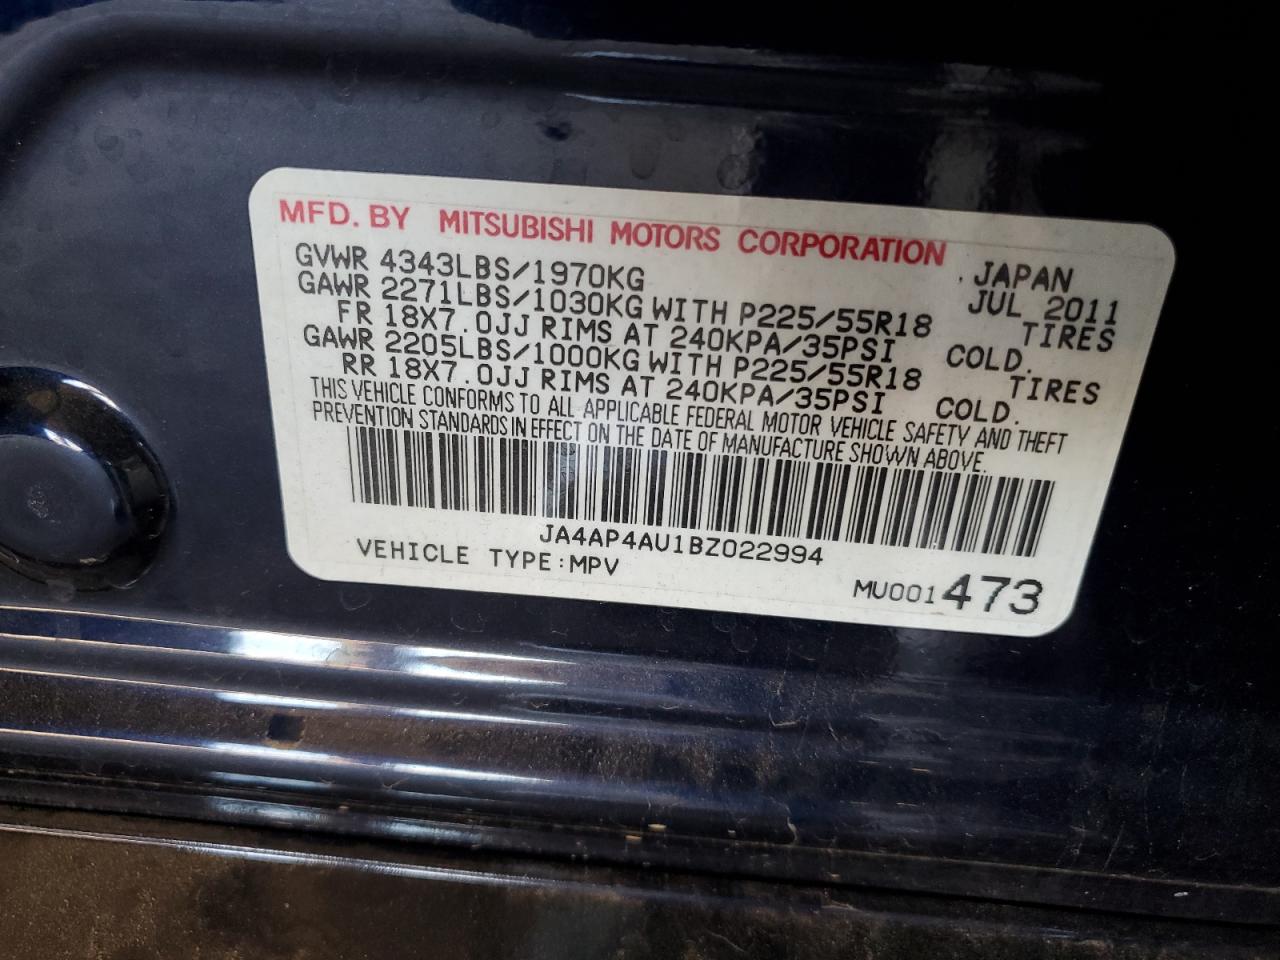 MFD. BY MITSUBISHI MOTORS CORPORATION
GVWR 4343LBS/1970KG . JAPAN
GAWR 2271LBS/1030KG WITH P225/55R18 JUL 2011
FR 18X7.0JJ RIMS AT 240KPA/35PSI TIRES
GAWR 2205LBS/1000KG WITH P225/55R18 COLD.
RR 18X7.0JJ RIMS AT 240KPA/35PSI TIRES
COLD.
THIS VEHICLE CONFORMS TO ALL APPLICABLE FEDERAL MOTOR VEHICLE SAFETY AND THEFT
PREVENTION STANDARDS IN EFFECT ON THE DATE OF MANUFACTURE SHOWN ABOVE.
JA4AP4AU1BZ022994
VEHICLE TYPE:MPV
MU001473